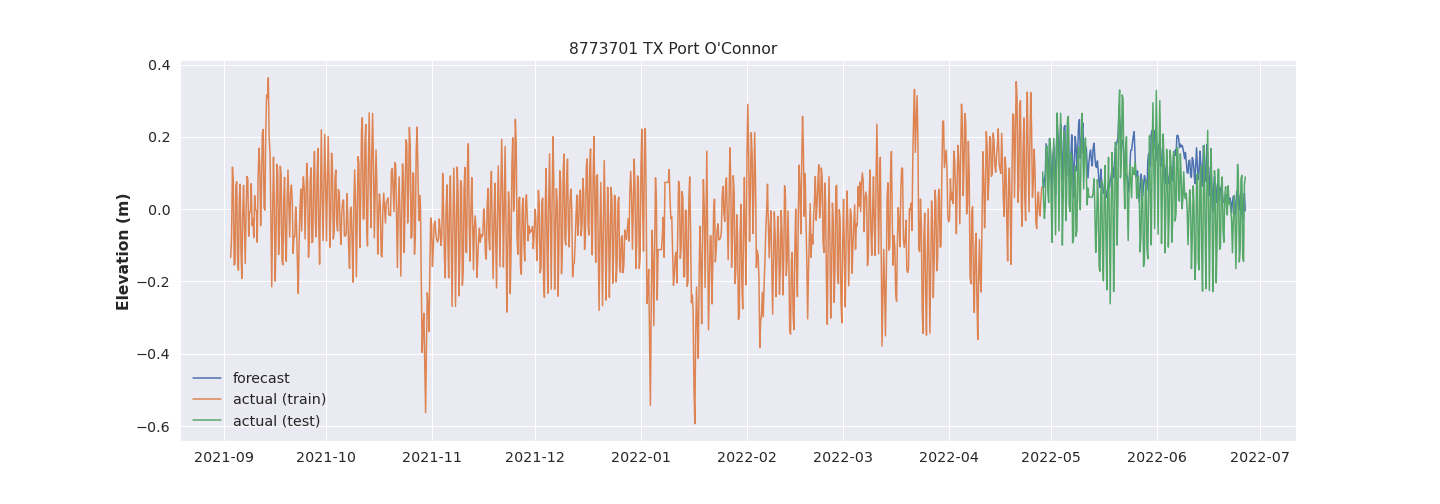 8773701 TX Port O'Connor
Elevation (m)
0.4
0.2
0.0
−0.2
−0.4
−0.6
forecast
actual (train)
actual (test)
2021-09 2021-10 2021-11 2021-12 2022-01 2022-02 2022-03 2022-04 2022-05 2022-06 2022-07